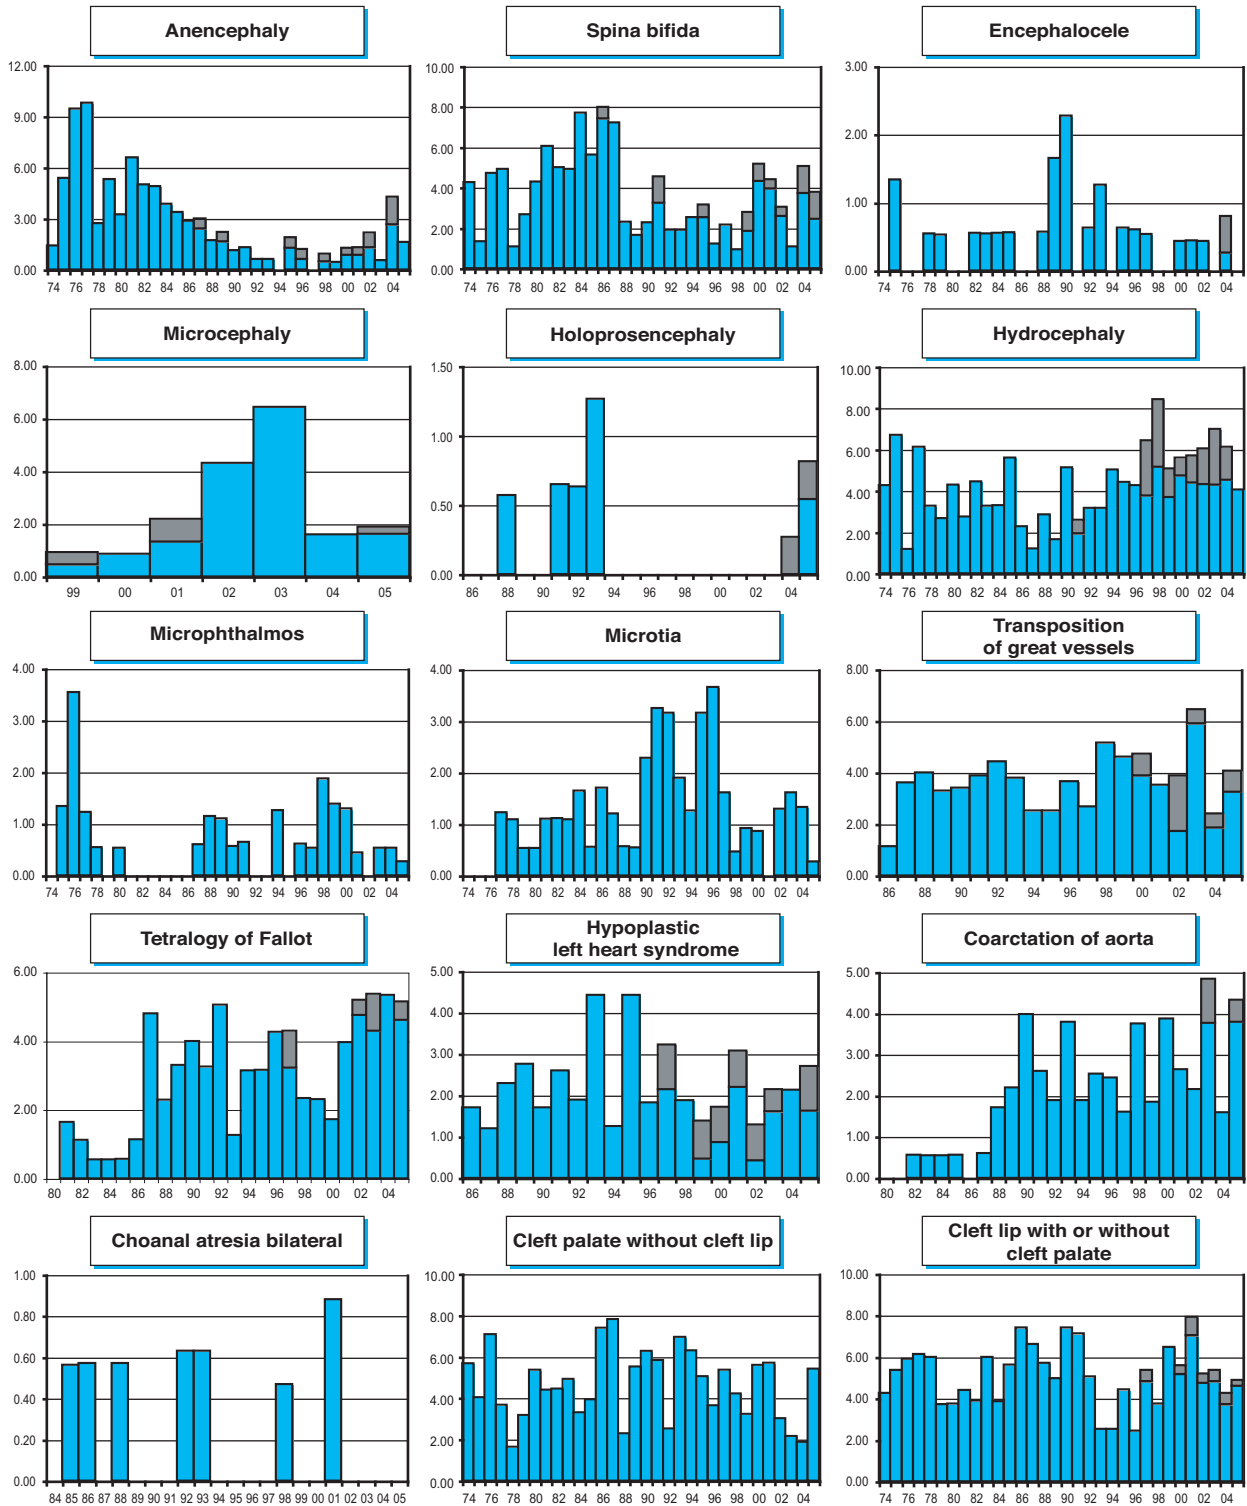 Anencephaly
Spina bifida
Encephalocele
12.00
9.00
6.00
3.00
0.00
74 76 78 80 82 84 86 88 90 92 94 96 98 00 02 04
10.00
8.00
6.00
4.00
2.00
0.00
74 76 78 80 82 84 86 88 90 92 94 96 98 00 02 04
3.00
2.00
1.00
0.00
74 76 78 80 82 84 86 88 90 92 94 96 98 00 02 04
Microcephaly
Holoprosencephaly
Hydrocephaly
8.00
6.00
4.00
2.00
0.00
99 00 01 02 03 04 05
1.50
1.00
0.50
0.00
86 88 90 92 94 96 98 00 02 04
10.00
8.00
6.00
4.00
2.00
0.00
74 76 78 80 82 84 86 88 90 92 94 96 98 00 02 04
Microphthalmos
Microtia
Transposition
of great vessels
4.00
3.00
2.00
1.00
0.00
74 76 78 80 82 84 86 88 90 92 94 96 98 00 02 04
4.00
3.00
2.00
1.00
0.00
74 76 78 80 82 84 86 88 90 92 94 96 98 00 02 04
8.00
6.00
4.00
2.00
0.00
86 88 90 92 94 96 98 00 02 04
Tetralogy of Fallot
Hypoplastic
left heart syndrome
Coarctation of aorta
6.00
4.00
2.00
0.00
80 82 84 86 88 90 92 94 96 98 00 02 04
5.00
4.00
3.00
2.00
1.00
0.00
86 88 90 92 94 96 98 00 02 04
5.00
4.00
3.00
2.00
1.00
0.00
80 82 84 86 88 90 92 94 96 98 00 02 04
Choanal atresia bilateral
Cleft palate without cleft lip
Cleft lip with or without
cleft palate
1.00
0.80
0.60
0.40
0.20
0.00
84 85 86 87 88 89 90 91 92 93 94 95 96 97 98 99 00 01 02 03 04 05
10.00
8.00
6.00
4.00
2.00
0.00
74 76 78 80 82 84 86 88 90 92 94 96 98 00 02 04
10.00
8.00
6.00
4.00
2.00
0.00
74 76 78 80 82 84 86 88 90 92 94 96 98 00 02 04